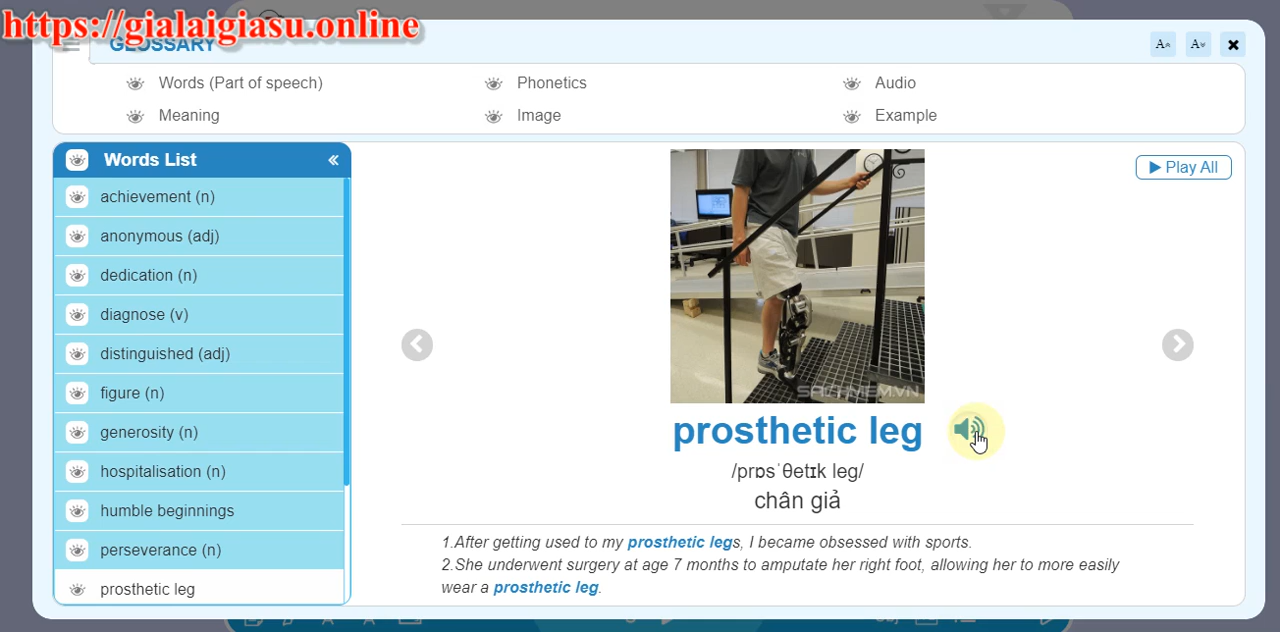 https://gialaigiasu.online
GLOSSARY
Words (Part of speech)
Phonetics
Audio
Meaning
Image
Example
Words List
achievement (n)
anonymous (adj)
dedication (n)
diagnose (v)
distinguished (adj)
figure (n)
generosity (n)
hospitalisation (n)
humble beginnings
perseverance (n)
prosthetic leg
Play All
SACHMEM.VN
prosthetic leg
/prɒsˈθetɪk leg/
chân giả
1.After getting used to my prosthetic legs, I became obsessed with sports.
2.She underwent surgery at age 7 months to amputate her right foot, allowing her to more easily
wear a prosthetic leg.